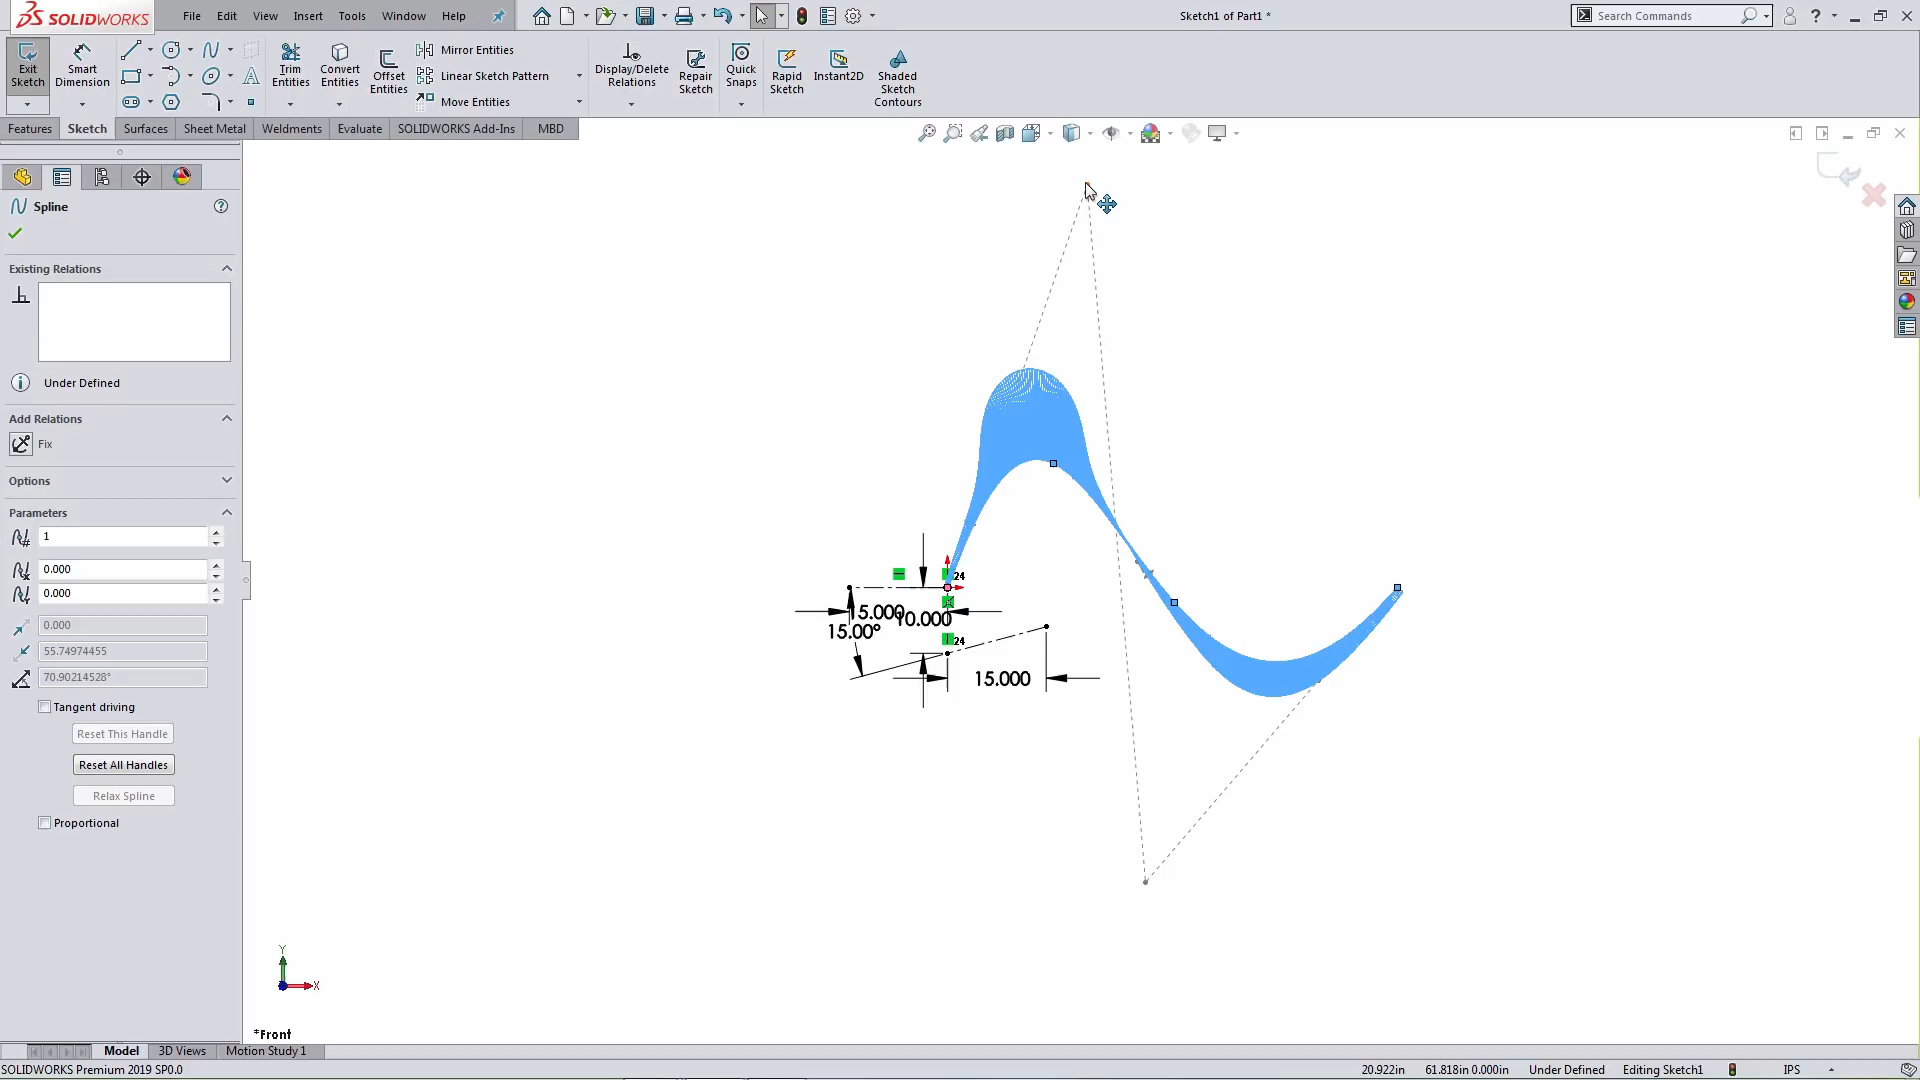 SOLIDWORKS
File
Edit
View
Insert
Tools
Window
Help
Sketch1 of Part1 *
Search Commands
Exit
Sketch
Smart
Dimension
Trim
Entities
Convert
Entities
Offset
Entities
Mirror Entities
Linear Sketch Pattern
Move Entities
Display/Delete
Relations
Repair
Sketch
Quick
Snaps
Rapid
Sketch
Instant2D
Shaded
Sketch
Contours
Features
Sketch
Surfaces
Sheet Metal
Weldments
Evaluate
SOLIDWORKS Add-Ins
MBD
Spline
Existing Relations
Under Defined
Add Relations
Fix
Options
Parameters
1
0.000
0.000
0.000
55.74974455
70.90214528°
Tangent driving
Reset This Handle
Reset All Handles
Relax Spline
Proportional
24
15.000
10.000
15.00°
24
15.000
Y
X
*Front
Model
3D Views
Motion Study 1
SOLIDWORKS Premium 2019 SP0.0
20.922in
61.818in 0.000in
Under Defined
Editing Sketch1
IPS